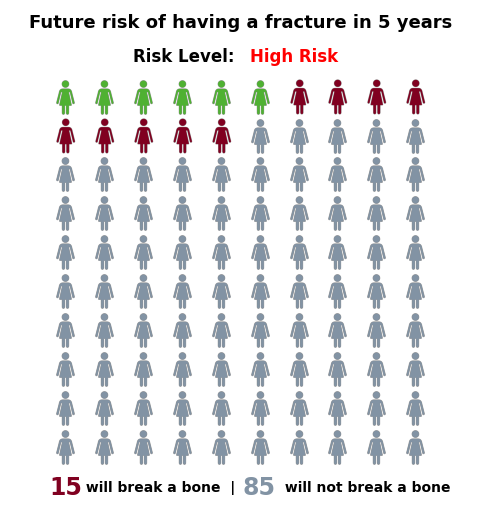 Future risk of having a fracture in 5 years
Risk Level: High Risk
15 will break a bone | 85 will not break a bone